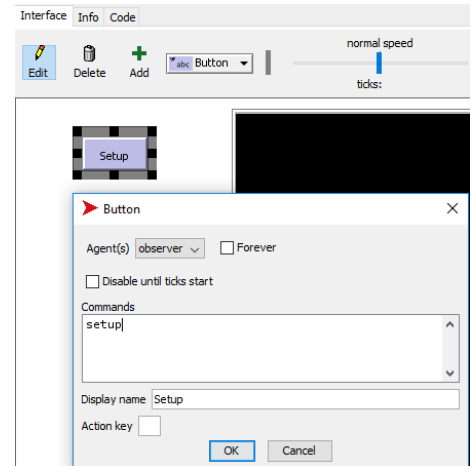 Interface Info Code
Edit Delete Add abc Button normal speed
ticks:
Setup
Button
Agent(s) observer Forever
Disable until ticks start
Commands
setup
Display name Setup
Action key
OK Cancel